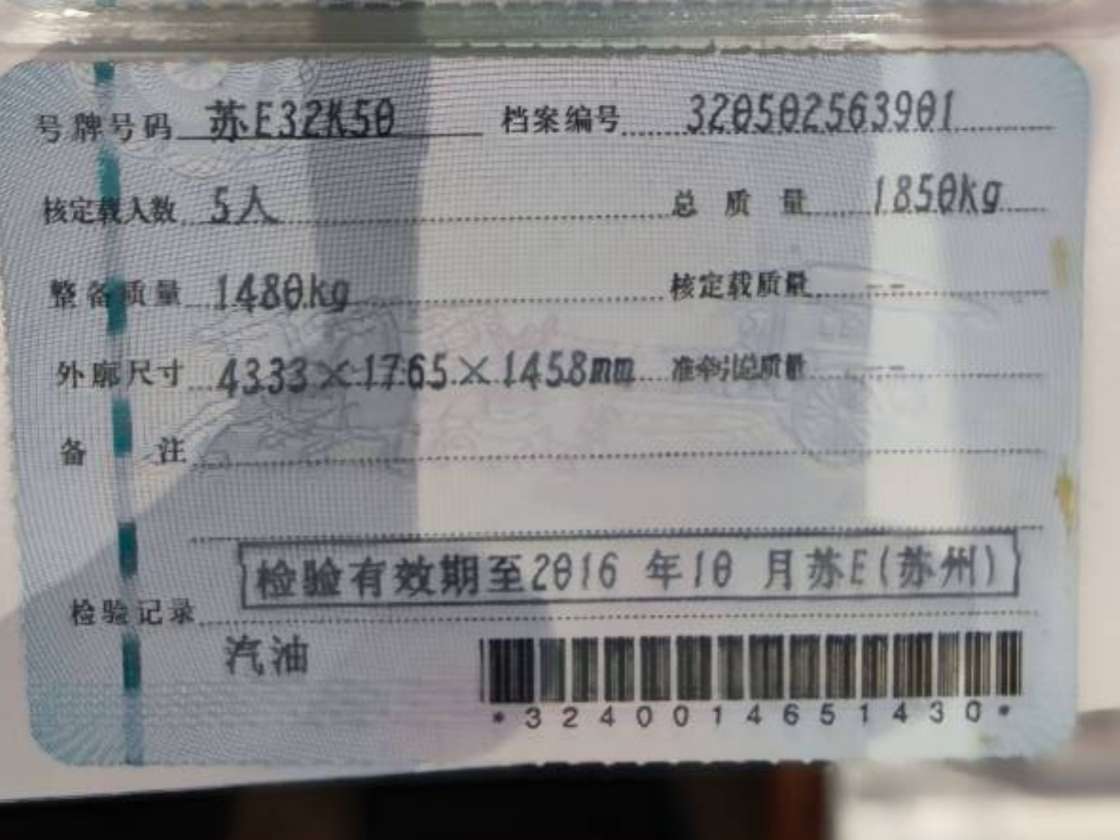 号牌号码 苏E32K50 档案编号 320502563901
核定载人数 5人 总质量 1850kg
整备质量 1480kg 核定载质量 --
外廓尺寸 4333×1765×1458mm 准牵引总质量 --
备注
检验有效期至2016 年10 月苏E(苏州)
检验记录
汽油
*3240014651430*